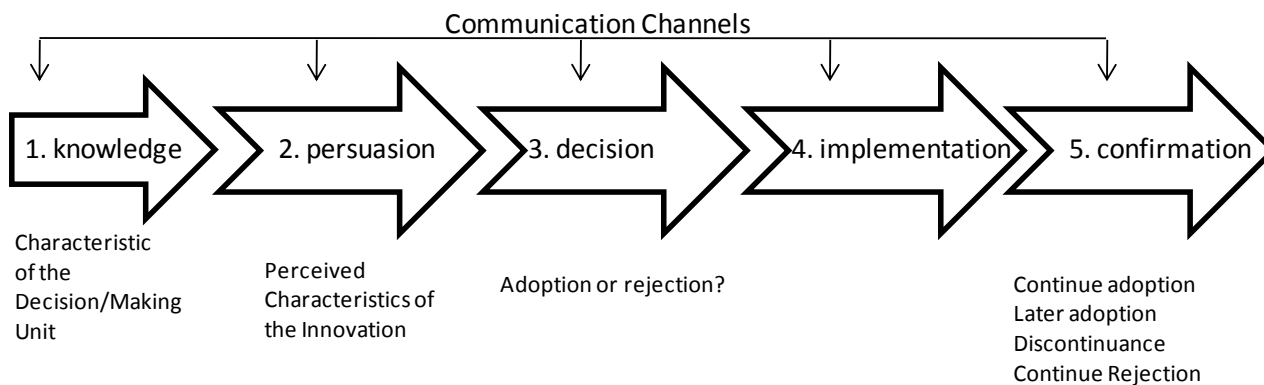 Communication Channels
1. knowledge
2. persuasion
3. decision
4. implementation
5. confirmation
Characteristic
of the
Decision/Making
Unit
Perceived
Characteristics of
the Innovation
Adoption or rejection?
Continue adoption
Later adoption
Discontinuance
Continue Rejection